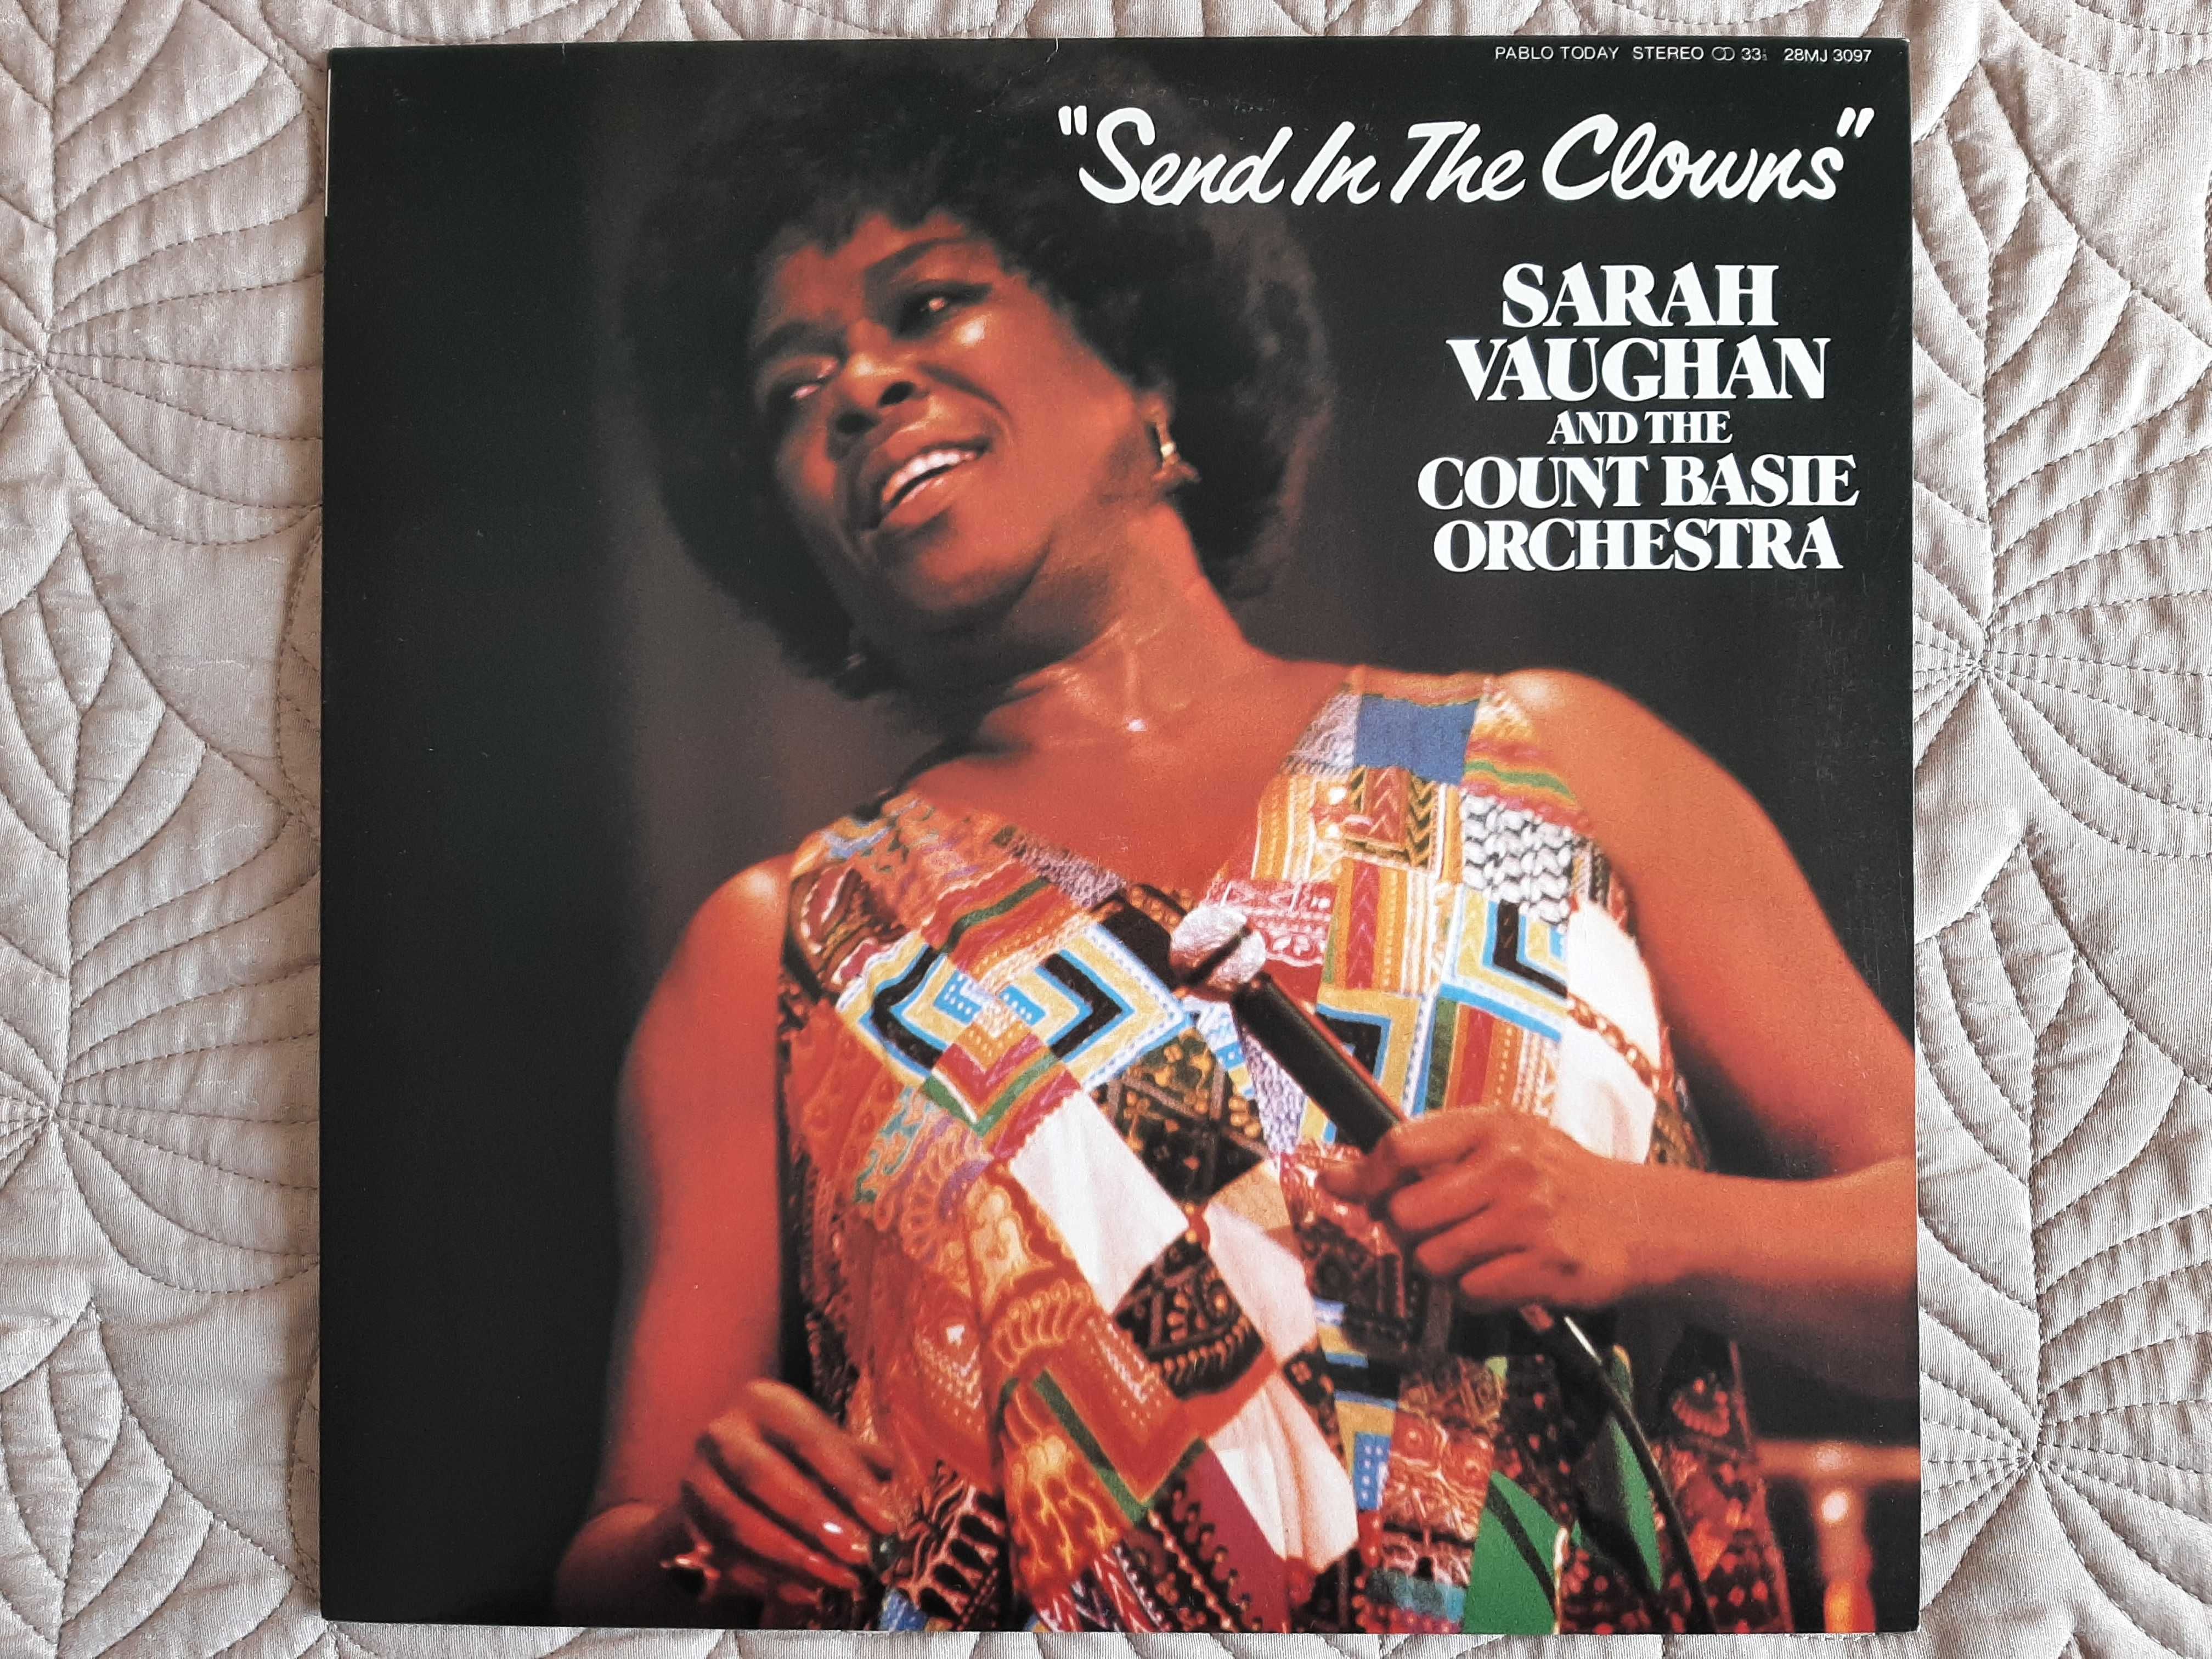 PABLO TODAY STEREO 33⅓ 28MJ 3097
"Send In The Clowns"
SARAH
VAUGHAN
AND THE
COUNT BASIE
ORCHESTRA